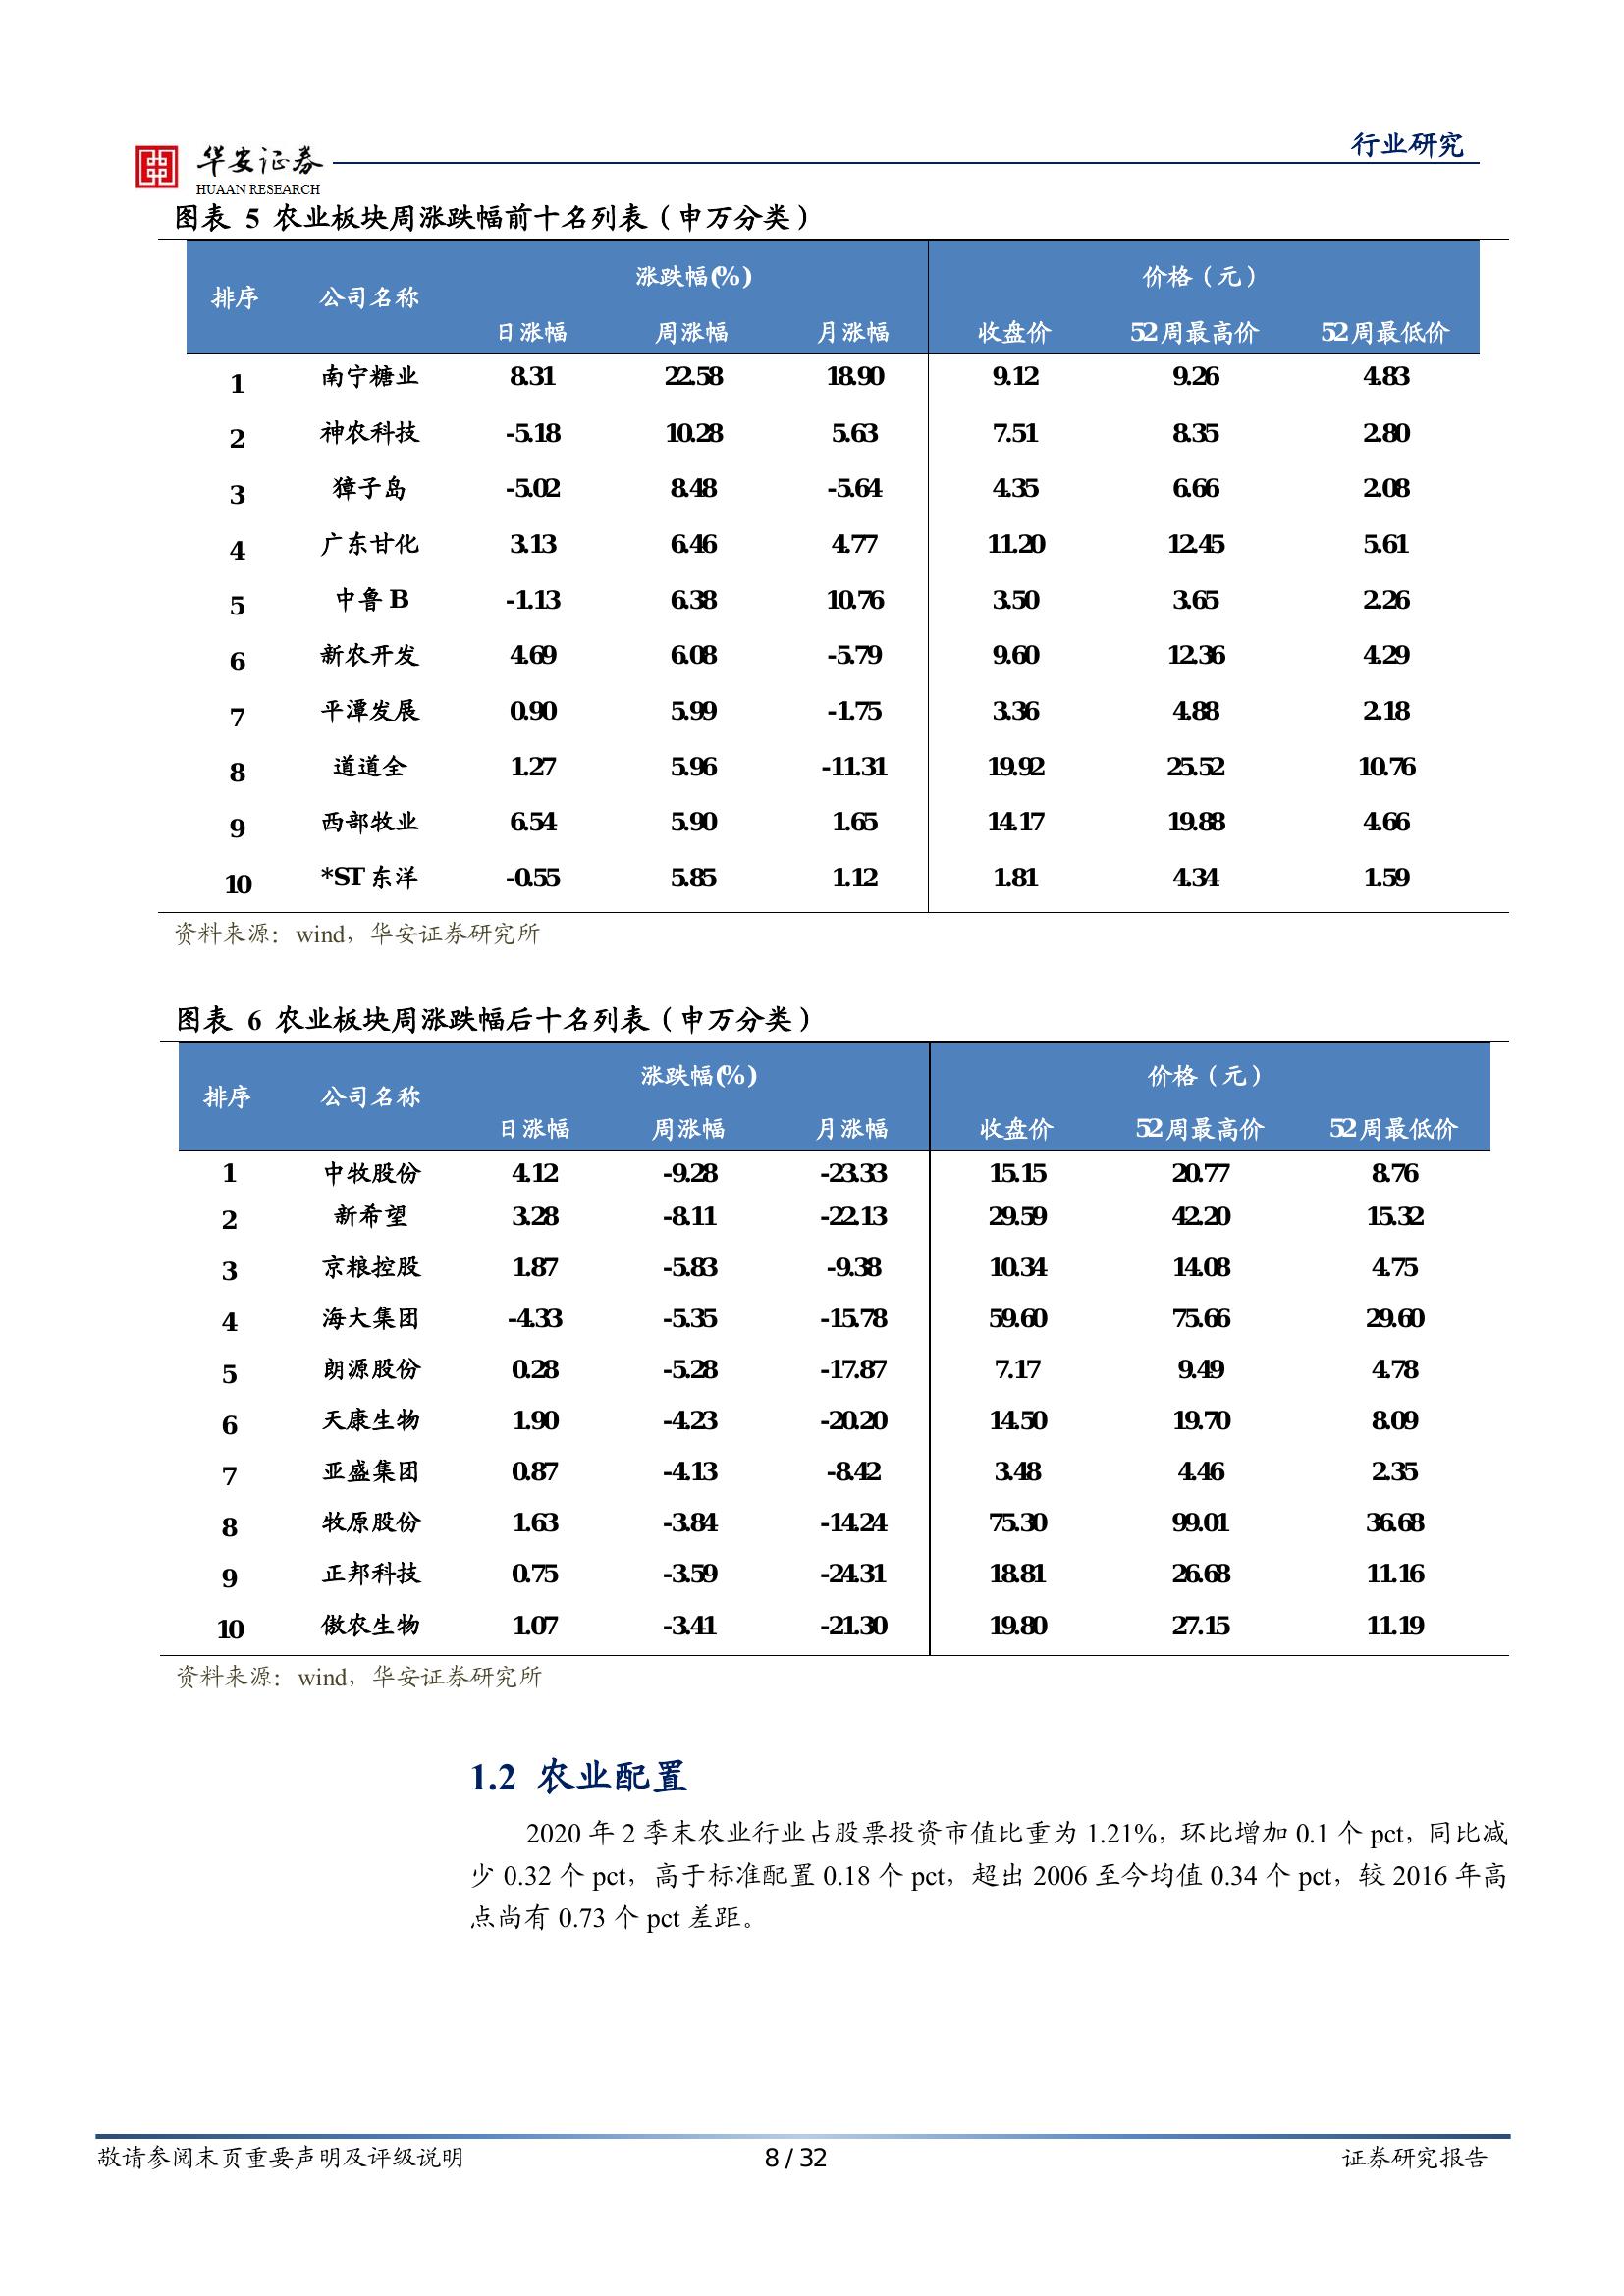 行业研究
华安证券
HUAAN RESEARCH
图表 5 农业板块周涨跌幅前十名列表（申万分类）
排序 公司名称 涨跌幅(%) 价格（元）
日涨幅 周涨幅 月涨幅 收盘价 52周最高价 52周最低价
1 南宁糖业 8.31 22.58 18.90 9.12 9.26 4.83
2 神农科技 -5.18 10.28 5.63 7.51 8.35 2.80
3 獐子岛 -5.02 8.48 -5.64 4.35 6.66 2.08
4 广东甘化 3.13 6.46 4.77 11.20 12.45 5.61
5 中鲁B -1.13 6.38 10.76 3.50 3.65 2.26
6 新农开发 4.69 6.08 -5.79 9.60 12.36 4.29
7 平潭发展 0.90 5.99 -1.75 3.36 4.88 2.18
8 道道全 1.27 5.96 -11.31 19.92 25.52 10.76
9 西部牧业 6.54 5.90 1.65 14.17 19.88 4.66
10 *ST东洋 -0.55 5.85 1.12 1.81 4.34 1.59
资料来源：wind，华安证券研究所
图表 6 农业板块周涨跌幅后十名列表（申万分类）
排序 公司名称 涨跌幅(%) 价格（元）
日涨幅 周涨幅 月涨幅 收盘价 52周最高价 52周最低价
1 中牧股份 4.12 -9.28 -23.33 15.15 20.77 8.76
2 新希望 3.28 -8.11 -22.13 29.59 42.20 15.32
3 京粮控股 1.87 -5.83 -9.38 10.34 14.08 4.75
4 海大集团 -4.33 -5.35 -15.78 59.60 75.66 29.60
5 朗源股份 0.28 -5.28 -17.87 7.17 9.49 4.78
6 天康生物 1.90 -4.23 -20.20 14.50 19.70 8.09
7 亚盛集团 0.87 -4.13 -8.42 3.48 4.46 2.35
8 牧原股份 1.63 -3.84 -14.24 75.30 99.01 36.68
9 正邦科技 0.75 -3.59 -24.31 18.81 26.68 11.16
10 傲农生物 1.07 -3.41 -21.30 19.80 27.15 11.19
资料来源：wind，华安证券研究所
1.2 农业配置
2020 年 2 季末农业行业占股票投资市值比重为 1.21%，环比增加 0.1 个 pct，同比减
少 0.32 个 pct，高于标准配置 0.18 个 pct，超出 2006 至今均值 0.34 个 pct，较 2016 年高
点尚有 0.73 个 pct 差距。
敬请参阅末页重要声明及评级说明 8 / 32 证券研究报告